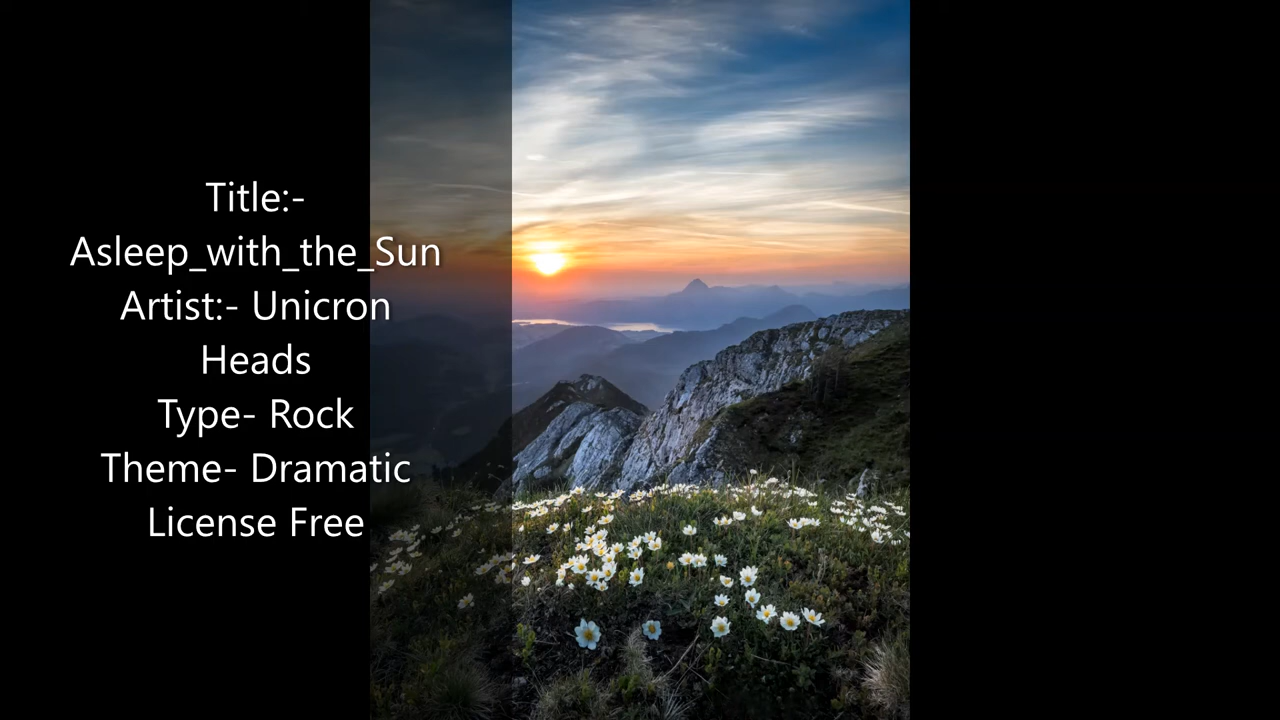 Title:-
Asleep_with_the_Sun
Artist:- Unicron
Heads
Type- Rock
Theme- Dramatic
License Free